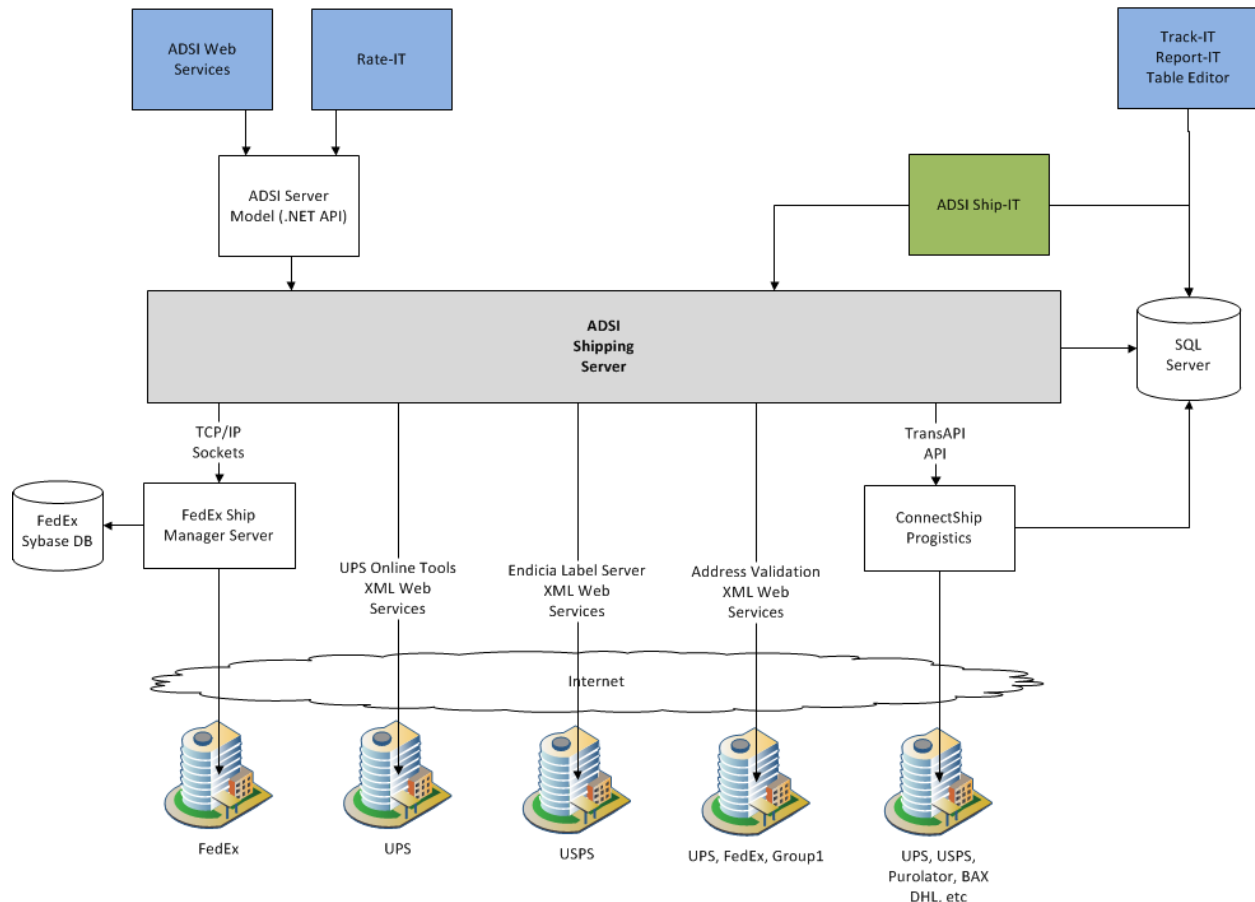 ADSI Web
Services
Rate-IT
Track-IT
Report-IT
Table Editor
ADSI Server
Model (.NET API)
ADSI Ship-IT
ADSI
Shipping
Server
SQL
Server
TCP/IP
Sockets
TransAPI
API
FedEx
Sybase DB
FedEx Ship
Manager Server
ConnectShip
Progistics
UPS Online Tools
XML Web
Services
Endicia Label Server
XML Web
Services
Address Validation
XML Web
Services
Internet
FedEx
UPS
USPS
UPS, FedEx, Group1
UPS, USPS,
Purolator, BAX
DHL, etc